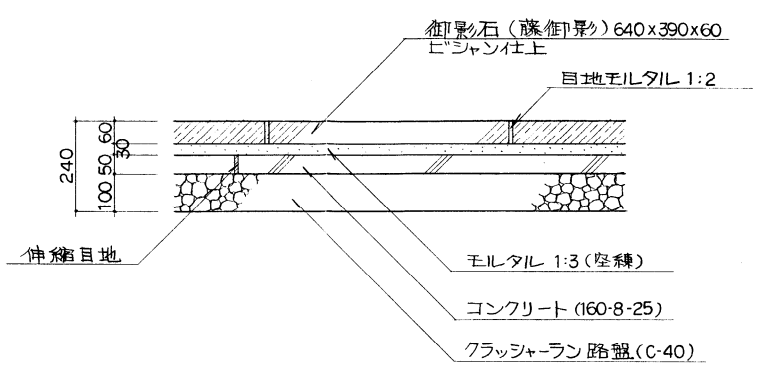 御影石(藤御影)640x390x60
ビシャン仕上
目地モルタル 1:2
240
60
30
50
100
伸縮目地
モルタル 1:3(空練)
コンクリート(160-8-25)
クラッシャーラン路盤(C-40)